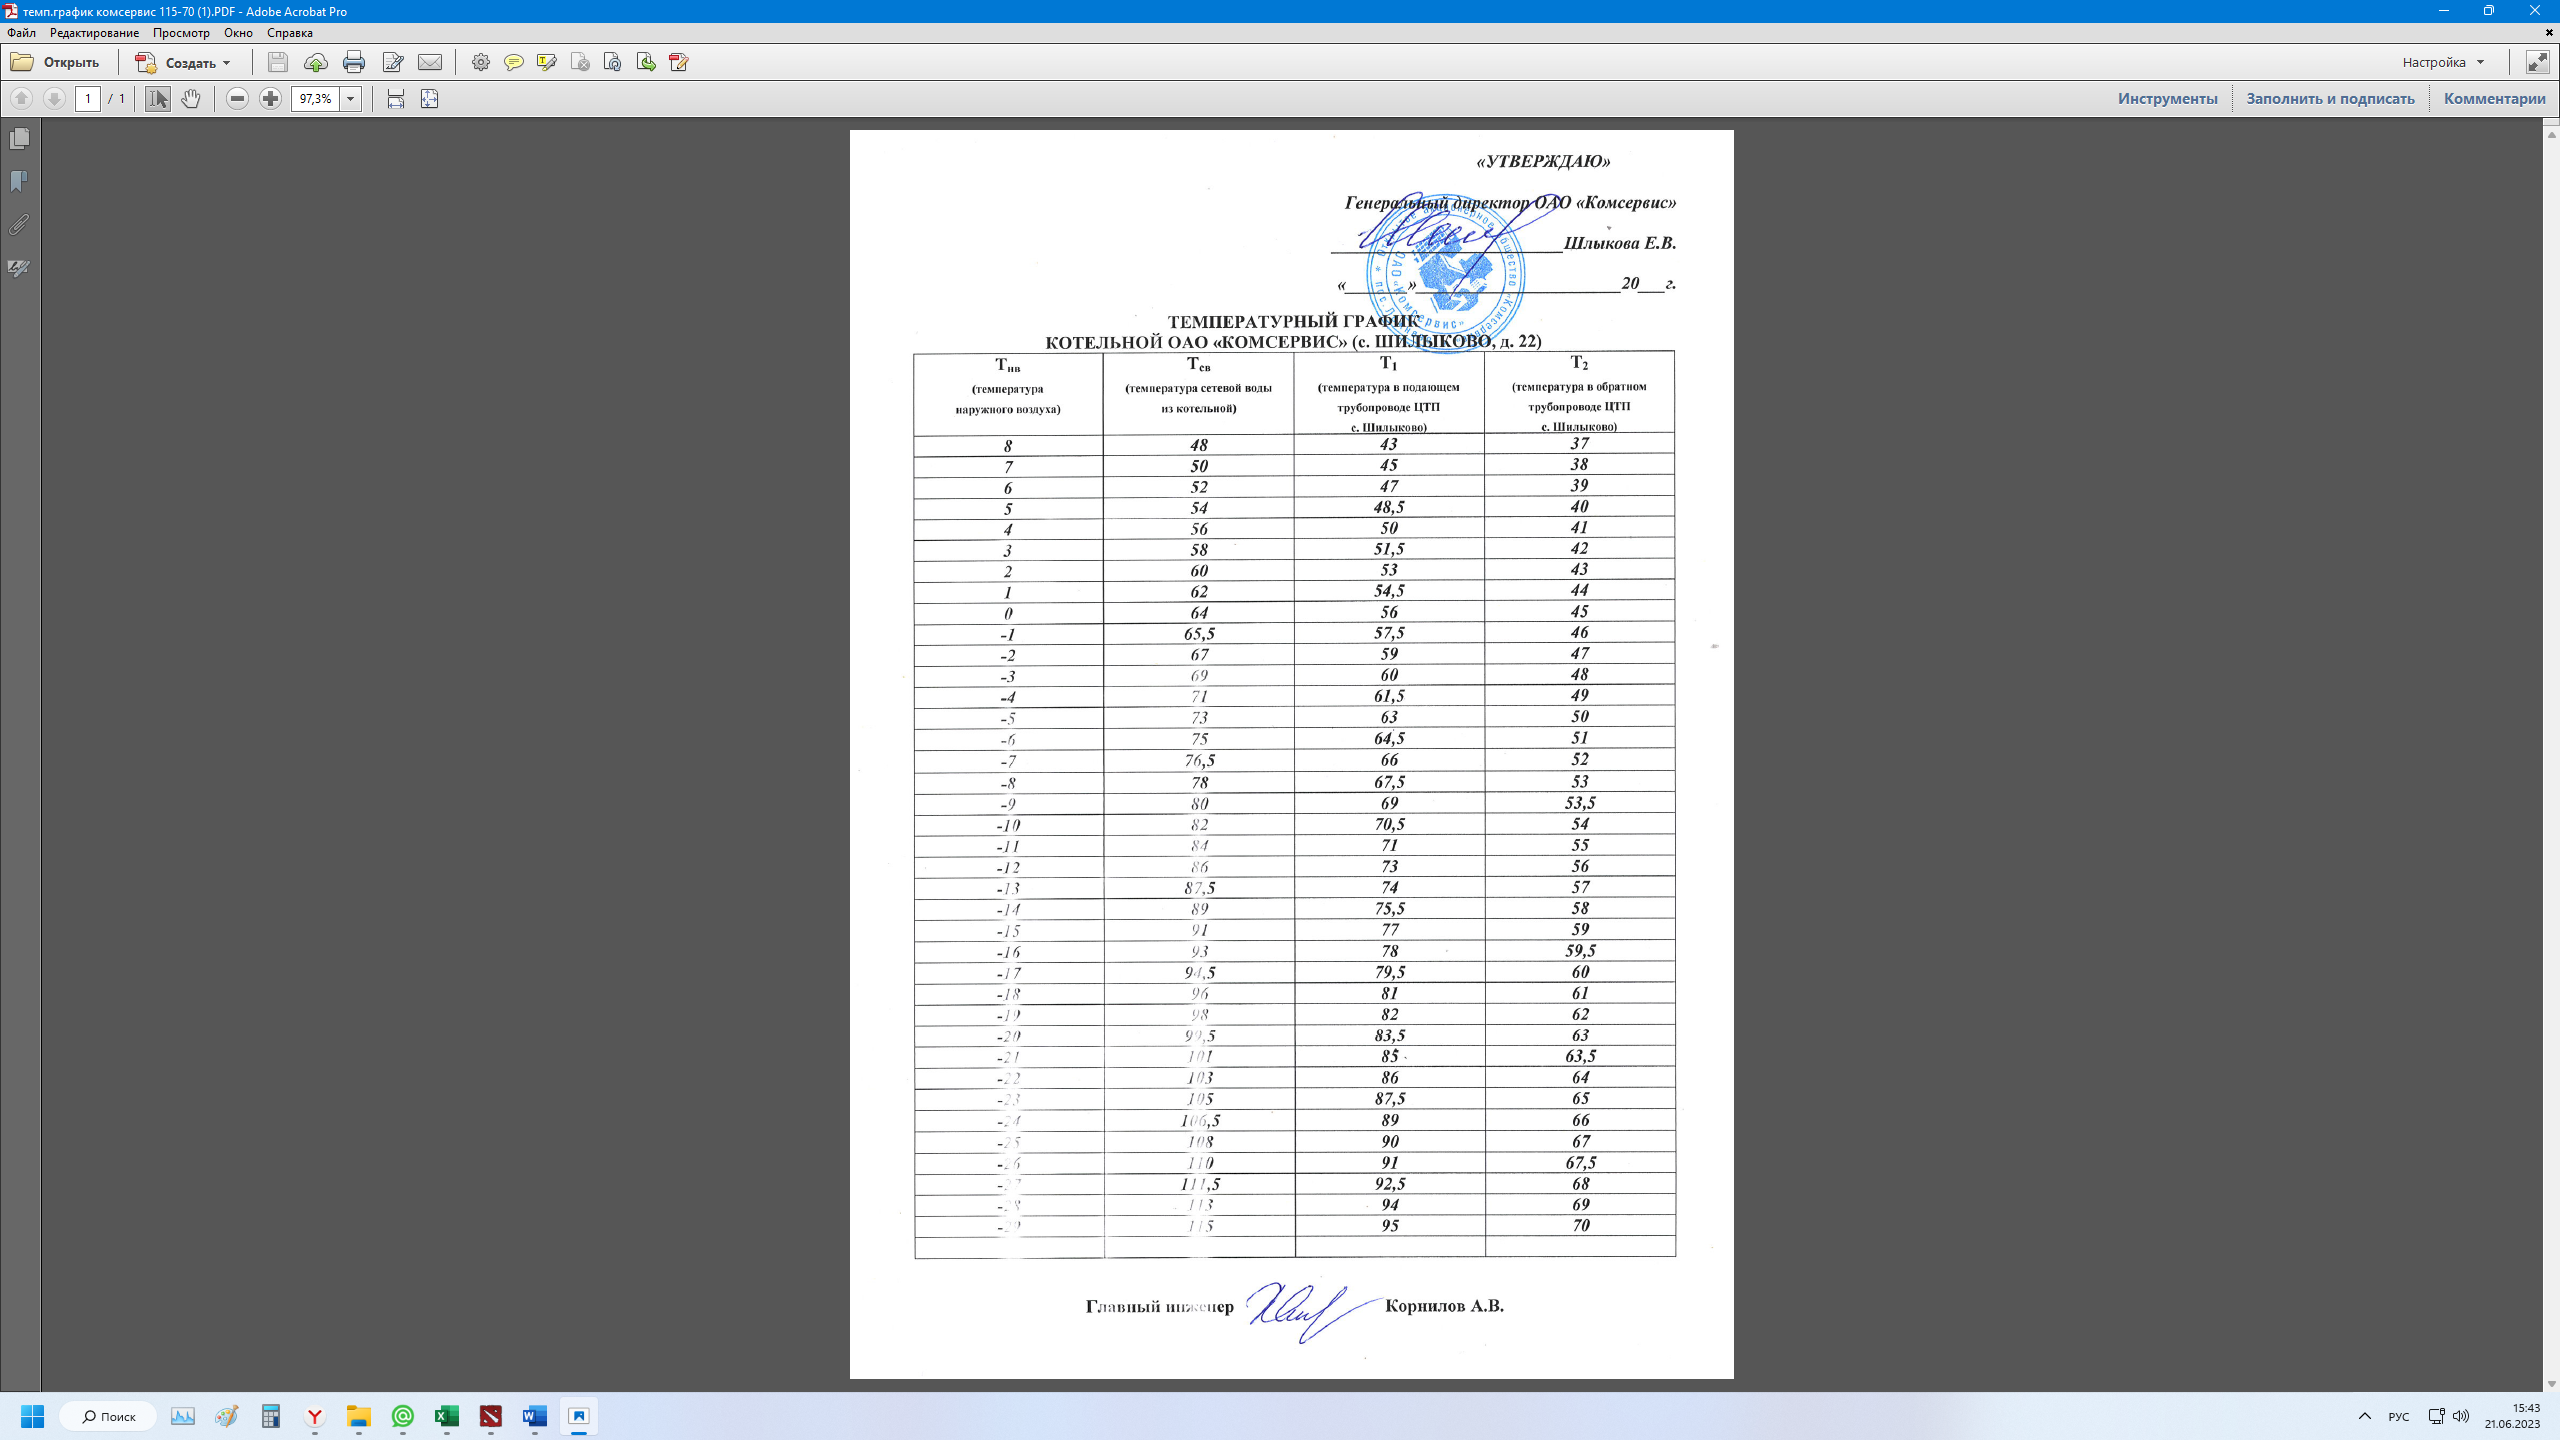 темп.график комсервис 115-70 (1).PDF - Adobe Acrobat Pro
Файл Редактирование Просмотр Окно Справка
Открыть Создать Настройка
1 / 1 97,3% Инструменты Заполнить и подписать Комментарии
«УТВЕРЖДАЮ»
Генеральный директор ОАО «Комсервис»
Шлыкова Е.В.
«_______»_______________________20___г.
ТЕМПЕРАТУРНЫЙ ГРАФИК
КОТЕЛЬНОЙ ОАО «КОМСЕРВИС» (с. ШИЛЫКОВО, д. 22)
Тнв Тсв Т1 Т2
(температура (температура сетевой воды (температура в подающем (температура в обратном
наружного воздуха) из котельной) трубопроводе ЦТП трубопроводе ЦТП
с. Шилыково) с. Шилыково)
8 48 43 37
7 50 45 38
6 52 47 39
5 54 48,5 40
4 56 50 41
3 58 51,5 42
2 60 53 43
1 62 54,5 44
0 64 56 45
-1 65,5 57,5 46
-2 67 59 47
-3 69 60 48
-4 71 61,5 49
-5 73 63 50
-6 75 64,5 51
-7 76,5 66 52
-8 78 67,5 53
-9 80 69 53,5
-10 82 70,5 54
-11 84 71 55
-12 86 73 56
-13 87,5 74 57
-14 89 75,5 58
-15 91 77 59
-16 93 78 59,5
-17 94,5 79,5 60
-18 96 81 61
-19 98 82 62
-20 99,5 83,5 63
-21 101 85 63,5
-22 103 86 64
-23 105 87,5 65
-24 106,5 89 66
-25 108 90 67
-26 110 91 67,5
-27 111,5 92,5 68
-28 113 94 69
-29 115 95 70
Главный инженер Корнилов А.В.
Поиск
РУС 15:43
21.06.2023